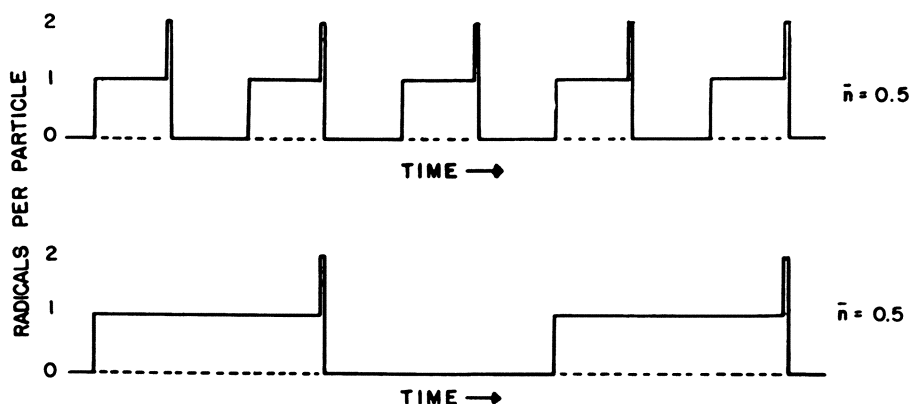 RADICALS PER PARTICLE
2
1
0
n̄ = 0.5
TIME →
2
1
0
n̄ = 0.5
TIME →